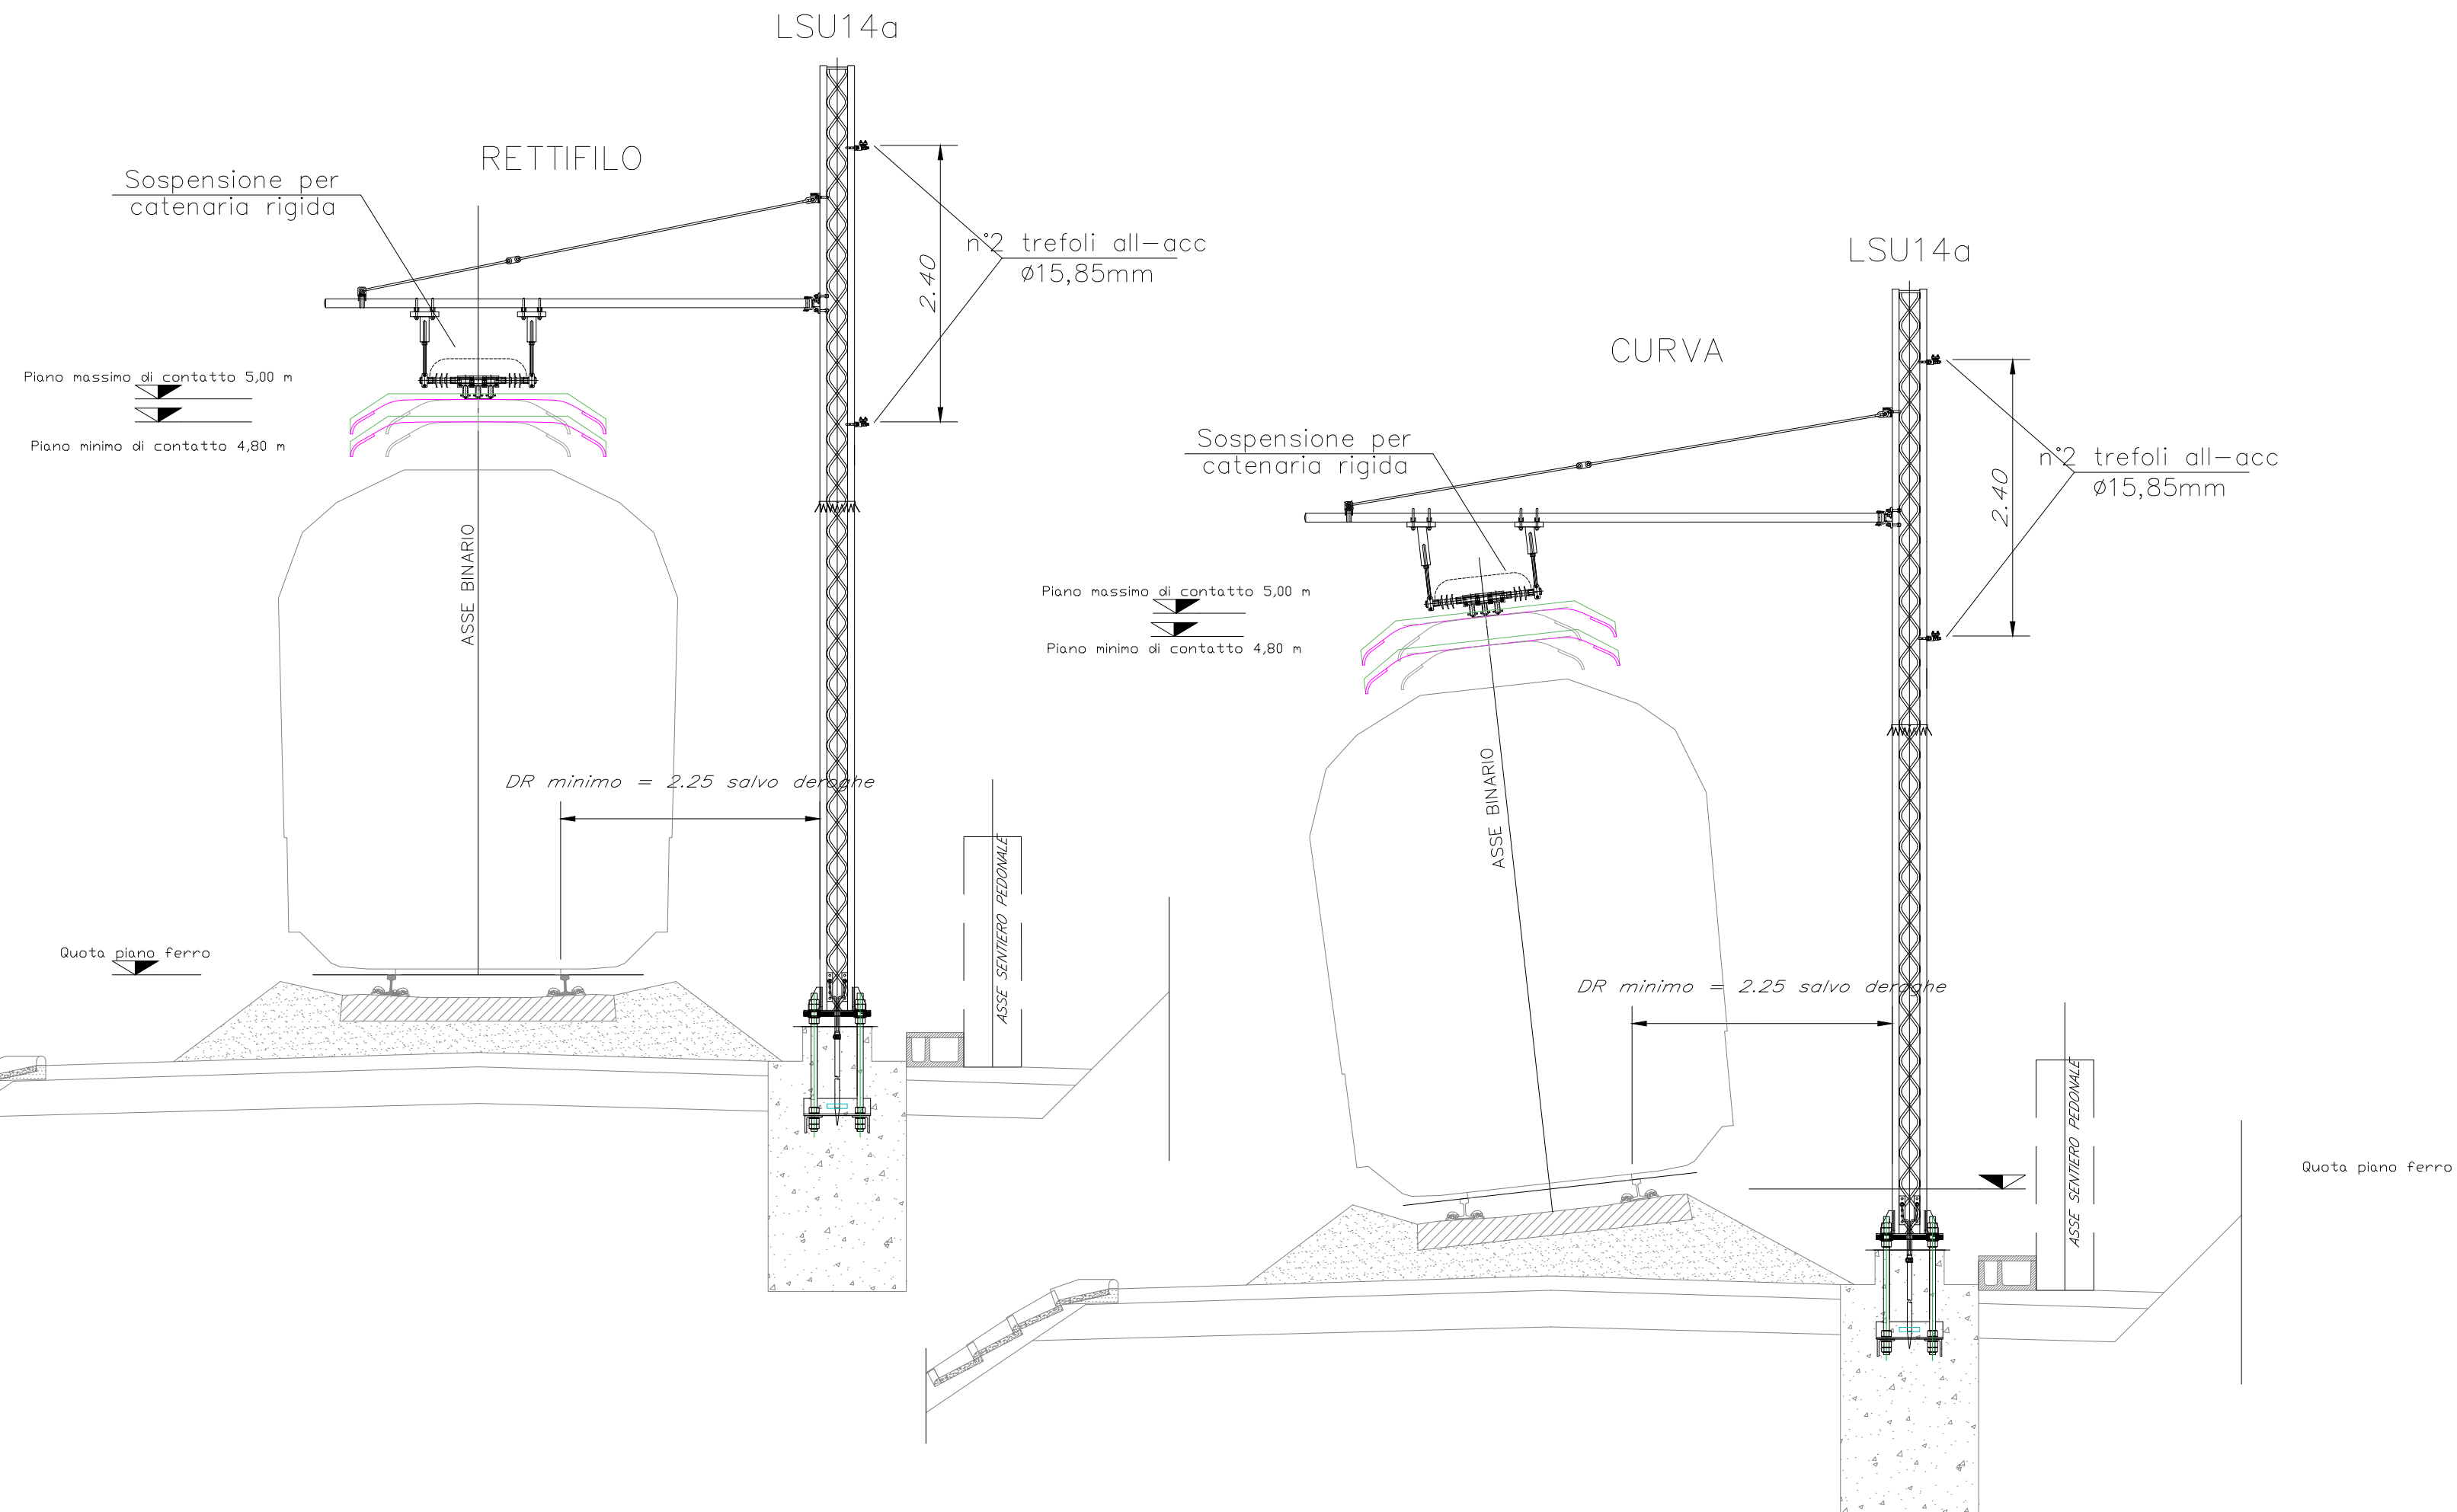 LSU14a
RETTIFILO
Sospensione per
catenaria rigida
n°2 trefoli all-acc
ø15,85mm
2.40
Piano massimo di contatto 5,00 m
Piano minimo di contatto 4,80 m
ASSE BINARIO
DR minimo = 2.25 salvo deroghe
ASSE SENTIERO PEDONALE
Quota piano ferro
LSU14a
CURVA
Sospensione per
catenaria rigida
n°2 trefoli all-acc
ø15,85mm
2.40
Piano massimo di contatto 5,00 m
Piano minimo di contatto 4,80 m
ASSE BINARIO
DR minimo = 2.25 salvo deroghe
ASSE SENTIERO PEDONALE
Quota piano ferro